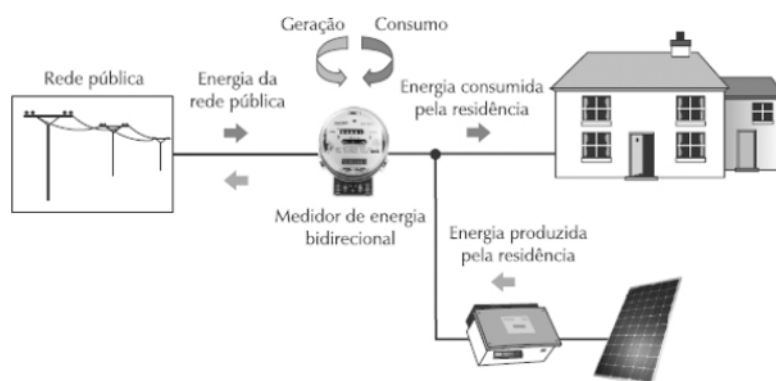 Geração
Consumo
Rede pública
Energia da
rede pública
Energia consumida
pela residência
Medidor de energia
bidirecional
Energia produzida
pela residência